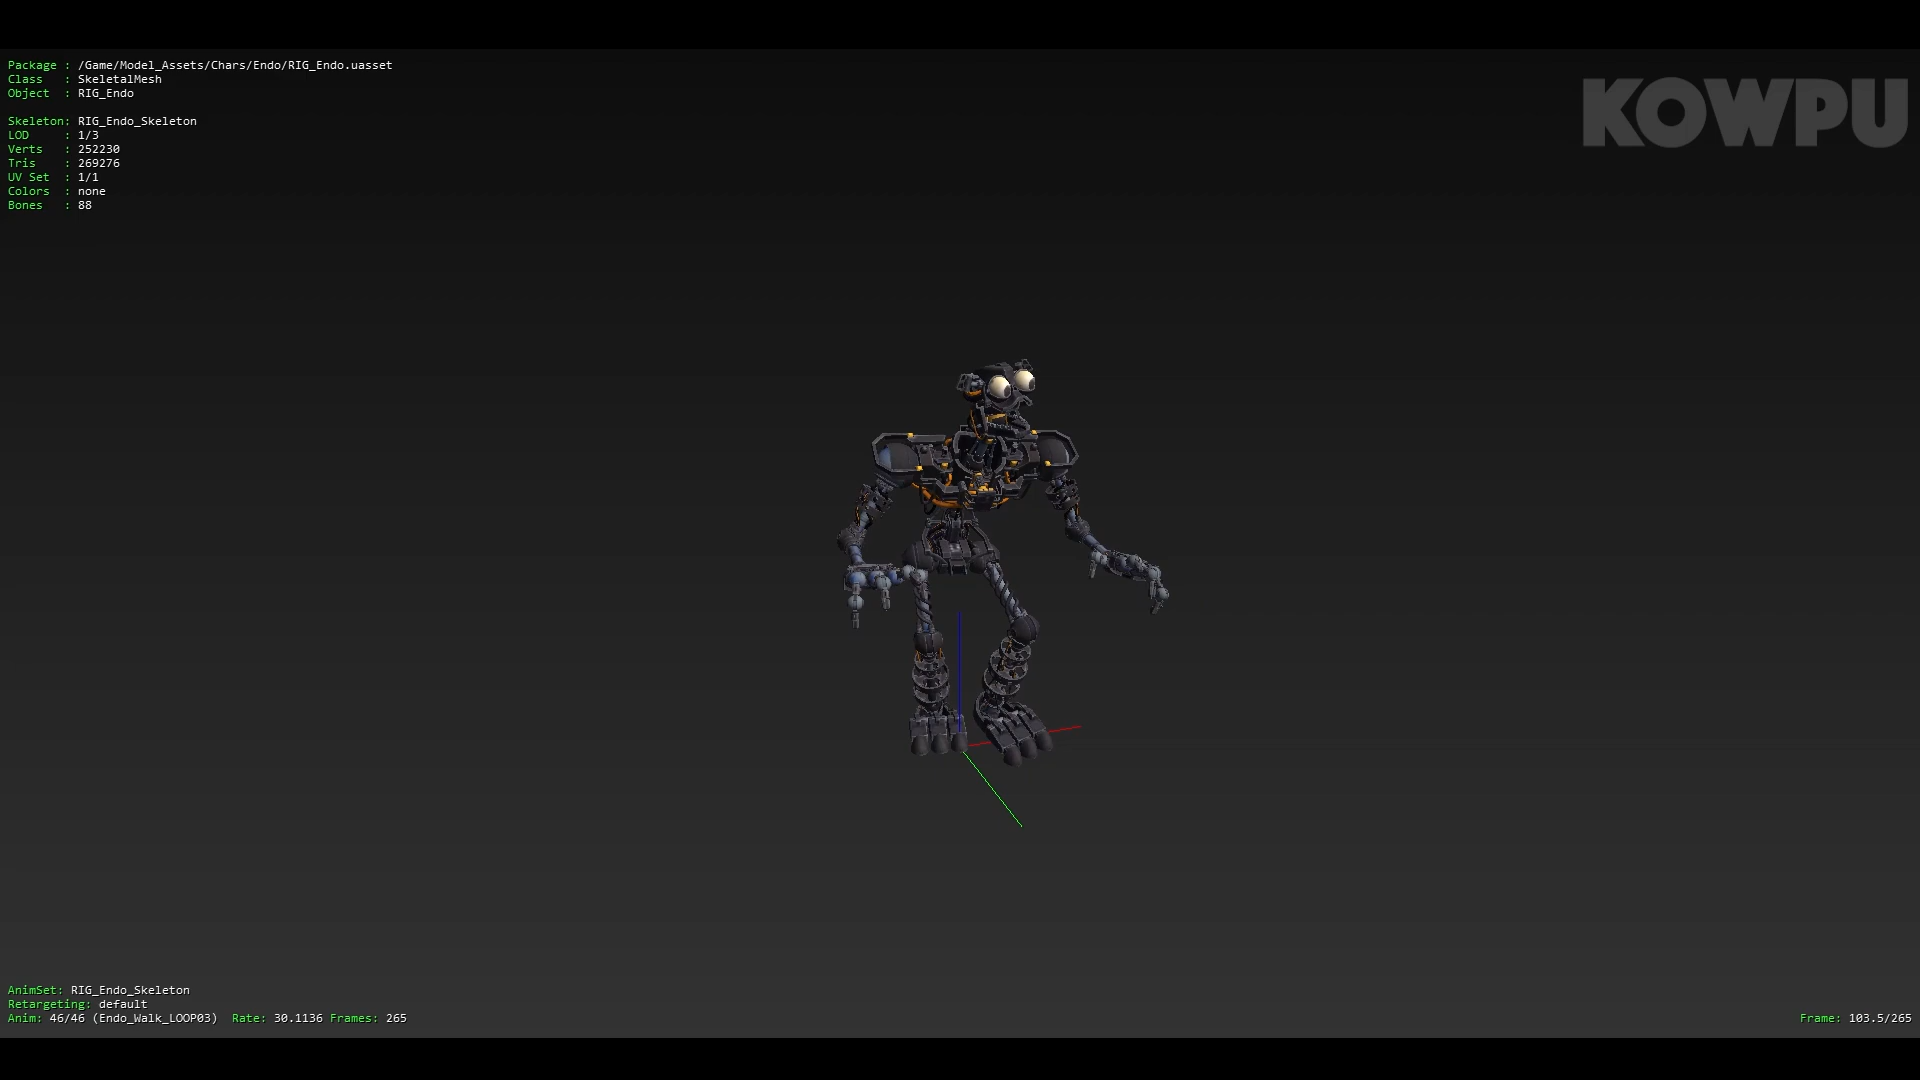 Package : /Game/Model_Assets/Chars/Endo/RIG_Endo.uasset
Class : SkeletalMesh
Object : RIG_Endo
KOWPU
Skeleton: RIG_Endo_Skeleton
LOD : 1/3
Verts : 252230
Tris : 269276
UV Set : 1/1
Colors : none
Bones : 88
AnimSet: RIG_Endo_Skeleton
Retargeting: default
Anim: 46/46 (Endo_Walk_LOOP03) Rate: 30.1136 Frames: 265
Frame: 103.5/265